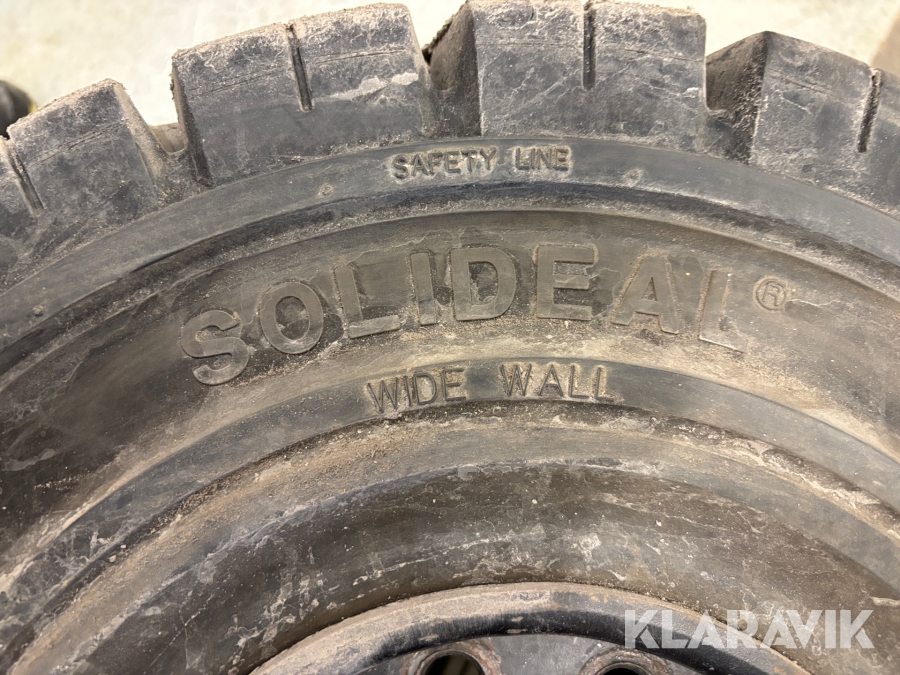 SAFETY LINE
SOLIDEAL®
WIDE WALL
KLARAVIK